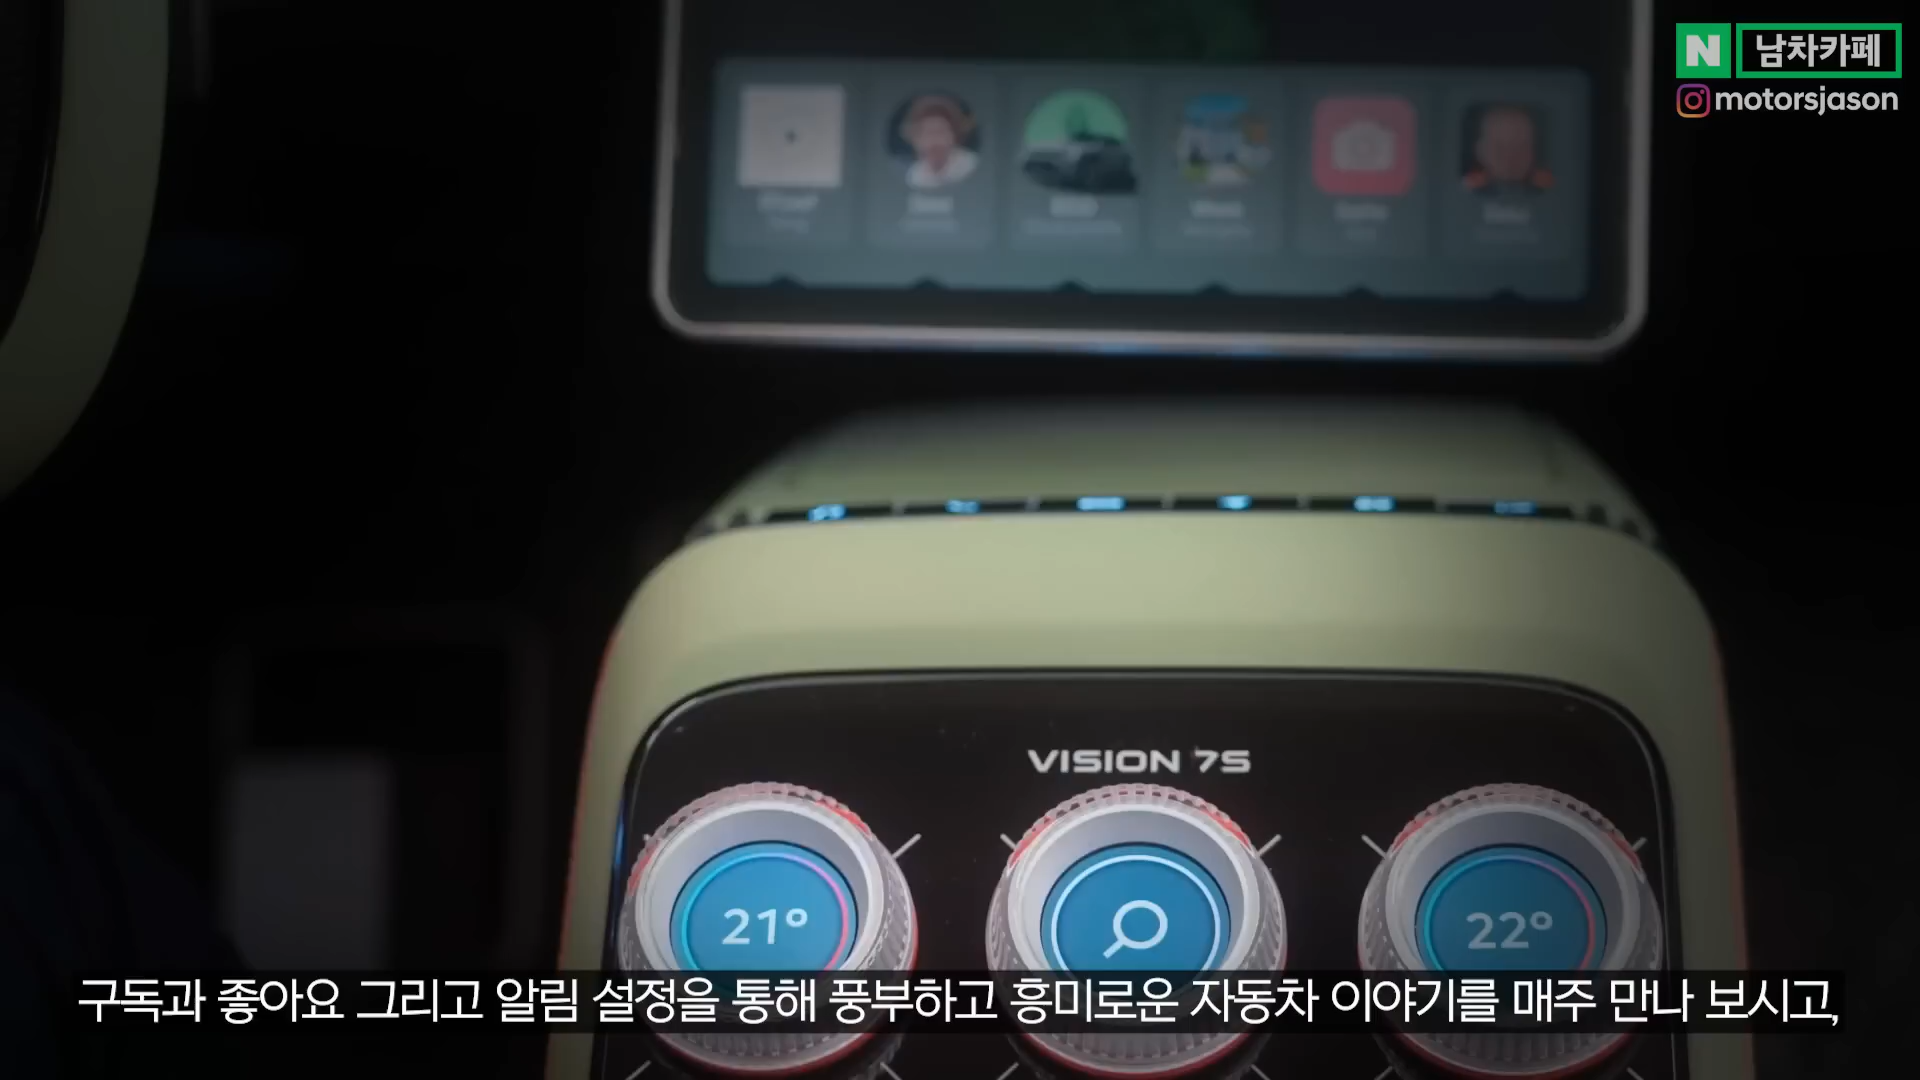 N 남차카페
motorsjason
VISION 7S
21° 22°
구독과 좋아요 그리고 알림 설정을 통해 풍부하고 흥미로운 자동차 이야기를 매주 만나 보시고,